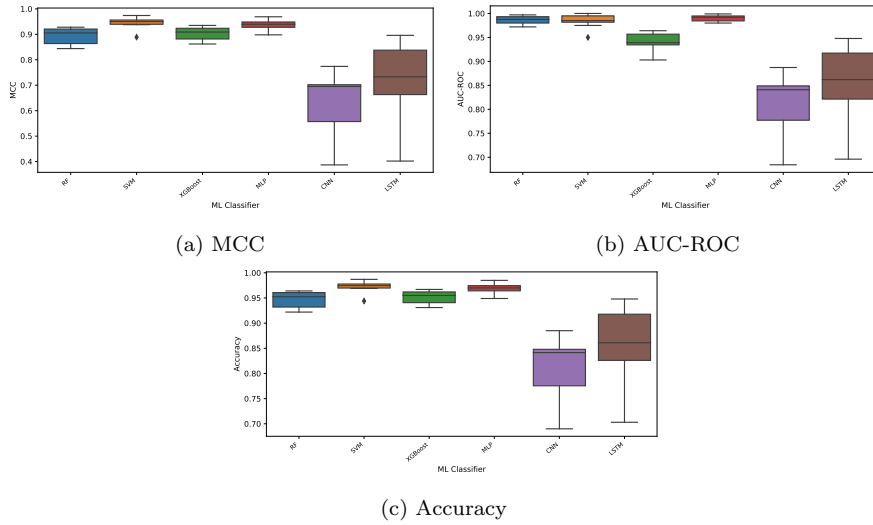 1.0
0.9
0.8
0.7
0.6
0.5
0.4
MCC
RF
SVM
XGBoost
MLP
CNN
LSTM
ML Classifier
(a) MCC
1.00
0.95
0.90
0.85
0.80
0.75
0.70
AUC-ROC
RF
SVM
XGBoost
MLP
CNN
LSTM
ML Classifier
(b) AUC-ROC
1.00
0.95
0.90
0.85
0.80
0.75
0.70
Accuracy
RF
SVM
XGBoost
MLP
CNN
LSTM
ML Classifier
(c) Accuracy